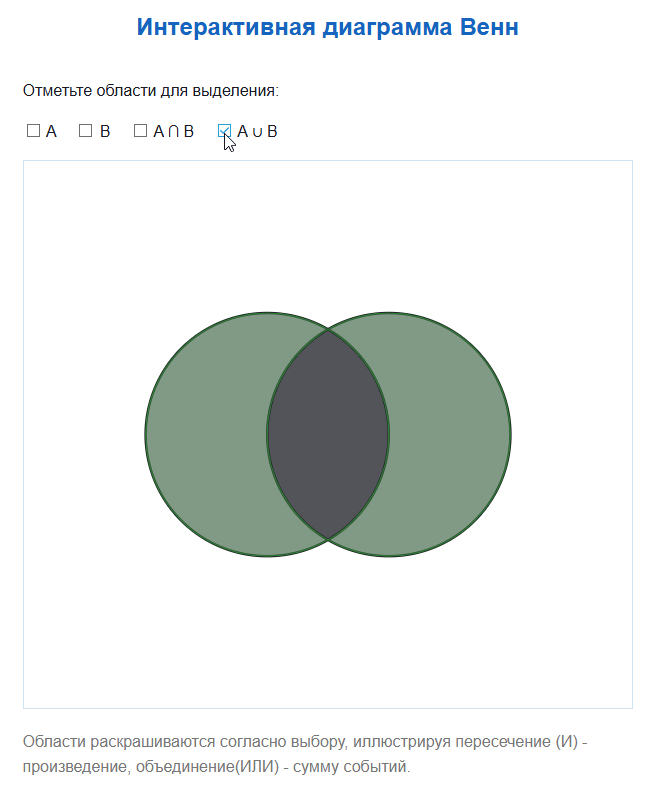 Интерактивная диаграмма Венн
Отметьте области для выделения:
A B A ∩ B A ∪ B
Области раскрашиваются согласно выбору, иллюстрируя пересечение (И) -
произведение, объединение(ИЛИ) - сумму событий.